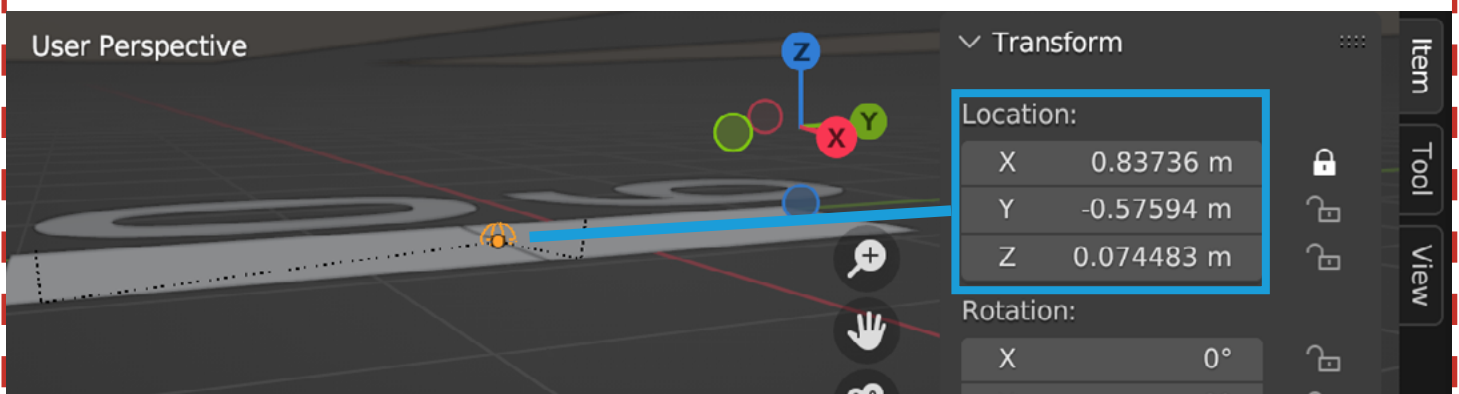 User Perspective
Z
Y
X
Transform
Location:
X 0.83736 m
Y -0.57594 m
Z 0.074483 m
Rotation:
X 0°
Item
Tool
View